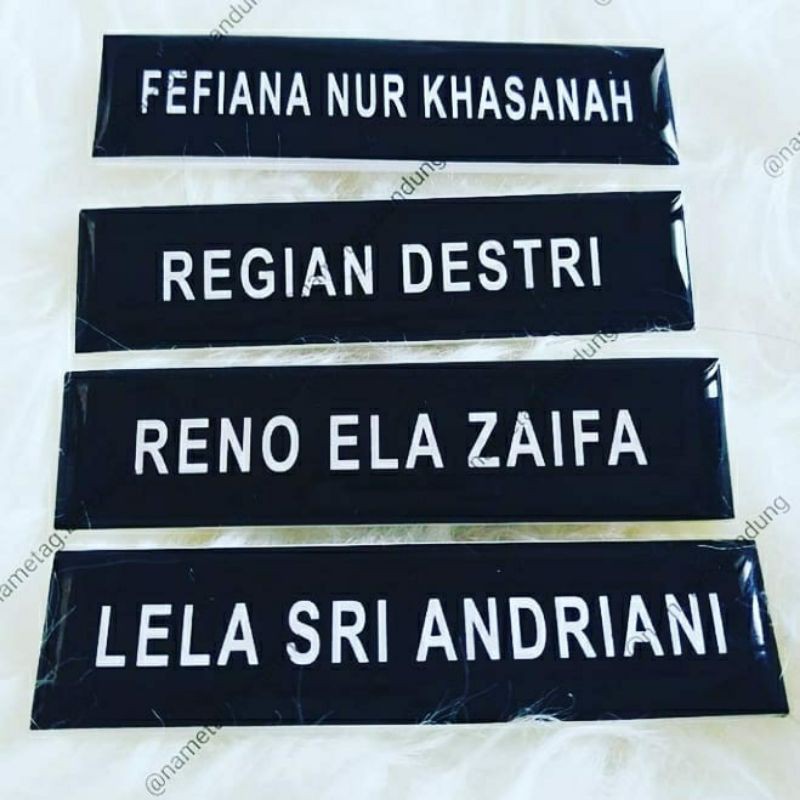 FEFIANA NUR KHASANAH
REGIAN DESTRI
RENO ELA ZAIFA
LELA SRI ANDRIANI